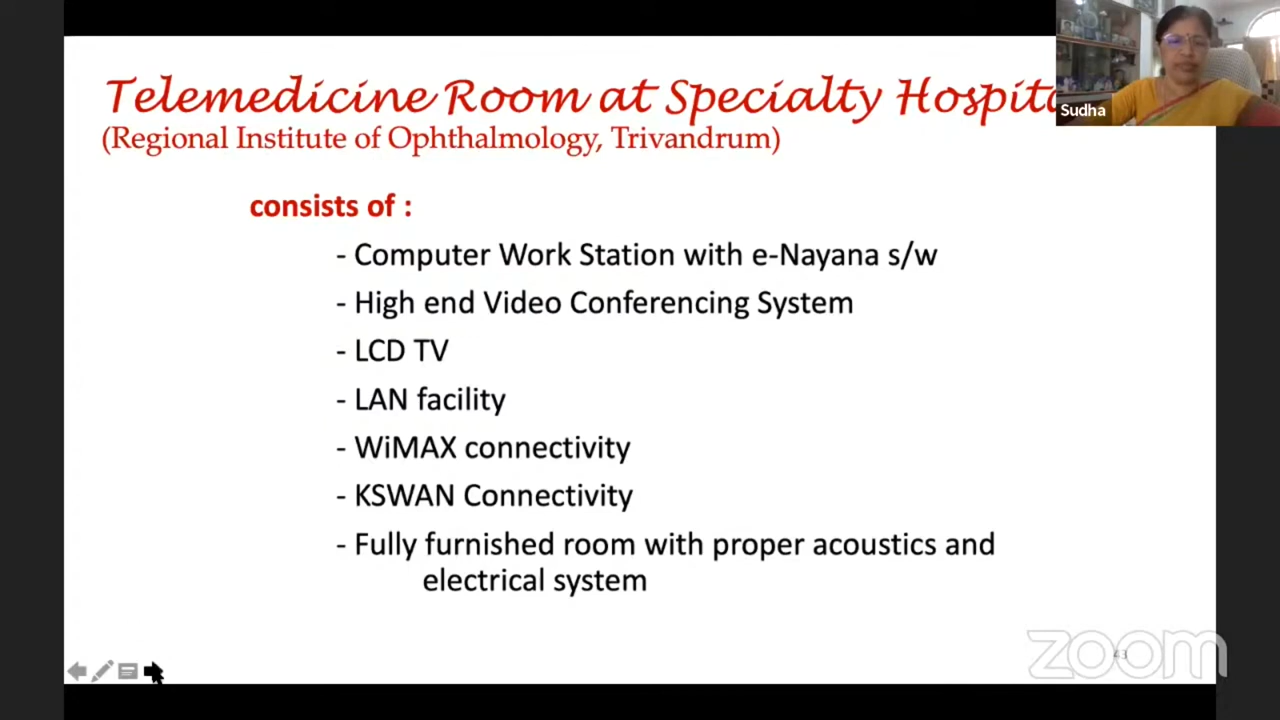 Telemedicine Room at Specialty Hospita
(Regional Institute of Ophthalmology, Trivandrum)
Sudha
consists of :
- Computer Work Station with e-Nayana s/w
- High end Video Conferencing System
- LCD TV
- LAN facility
- WiMAX connectivity
- KSWAN Connectivity
- Fully furnished room with proper acoustics and
electrical system
zoom
43